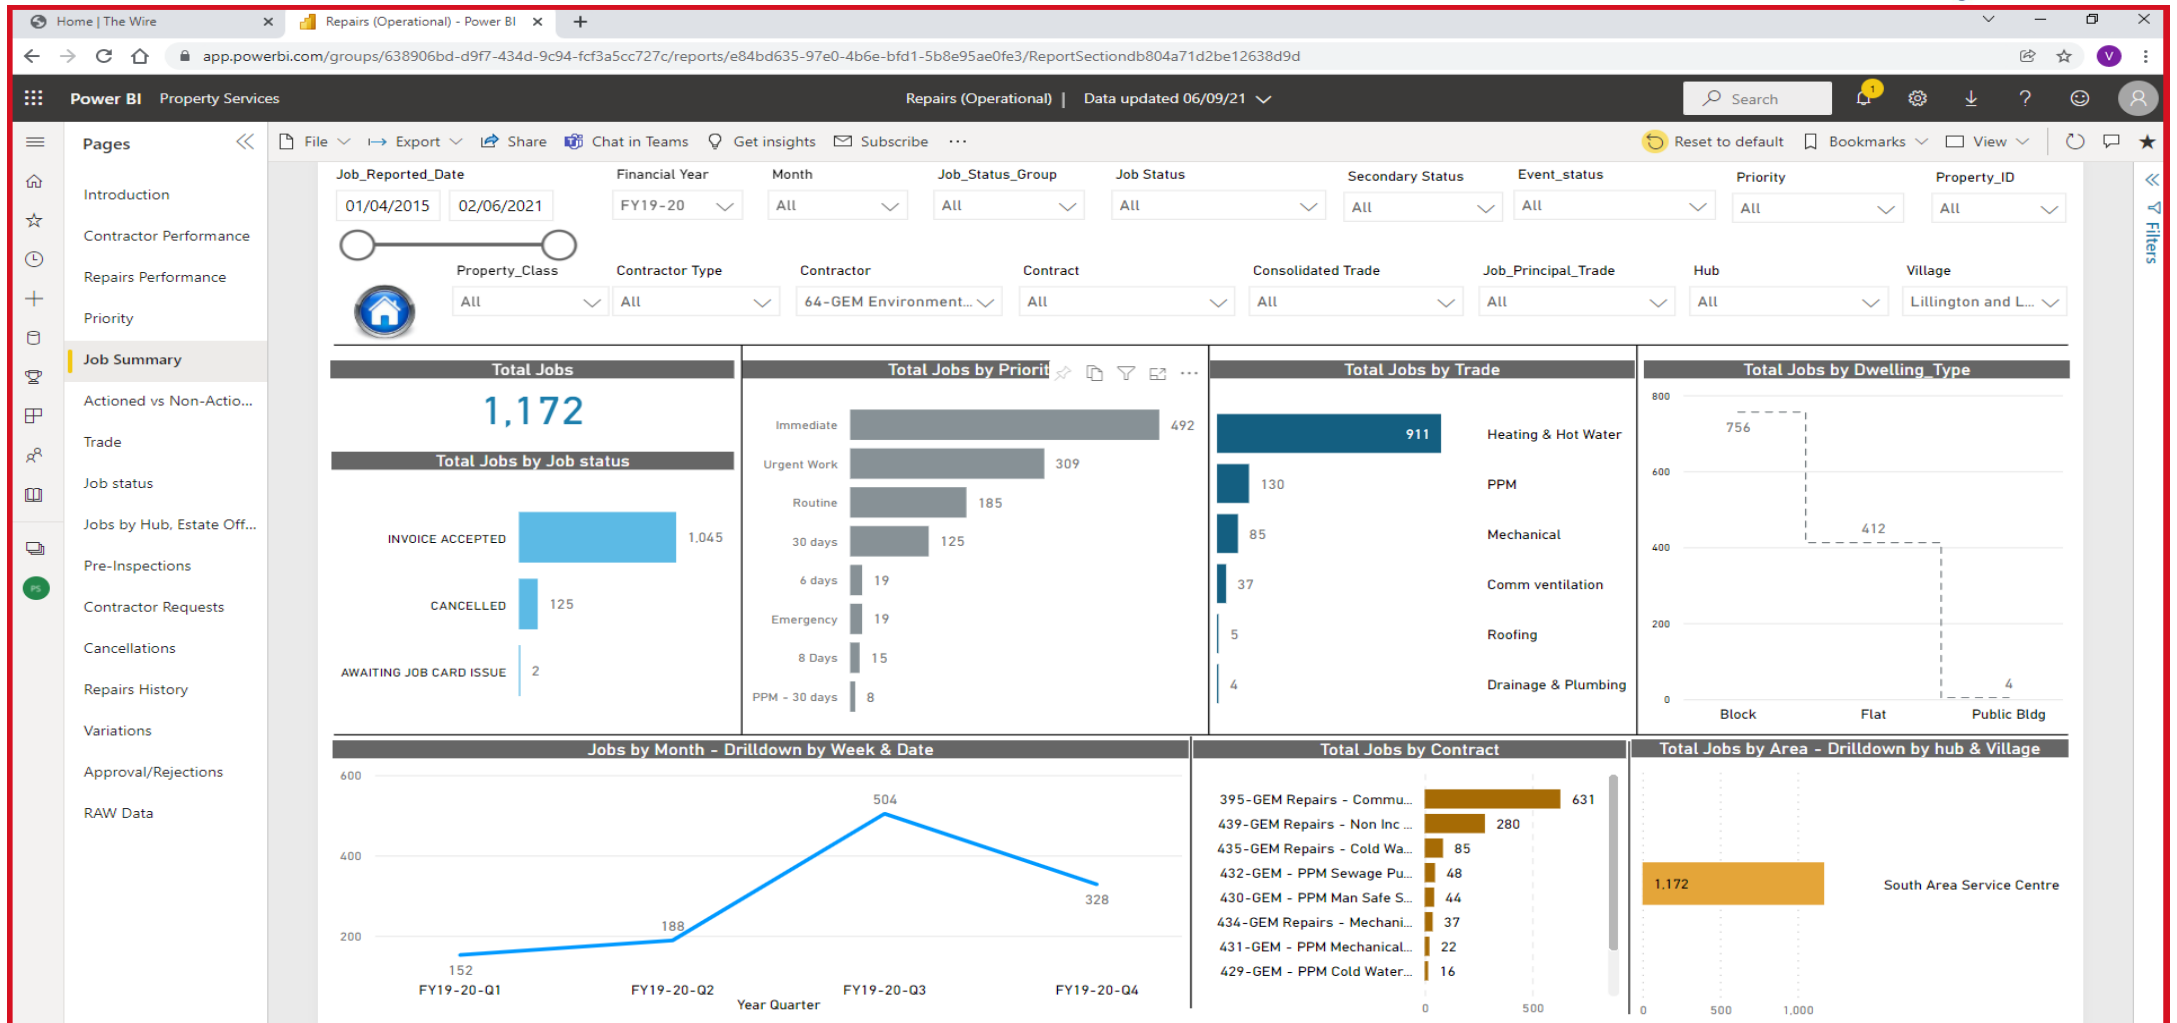 Home | The Wire
Repairs (Operational) - Power BI
app.powerbi.com/groups/638906bd-d9f7-434d-9c94-fcf3a5cc727c/reports/e84bd635-97e0-4b6e-bfd1-5b8e95ae0fe3/ReportSectiondb804a71d2be12638d9d
V
Power BI Property Services
Repairs (Operational) | Data updated 06/09/21
Search
1
Pages
File Export Share Chat in Teams Get insights Subscribe ...
Reset to default Bookmarks View
Introduction
Contractor Performance
Repairs Performance
Priority
Job Summary
Actioned vs Non-Actio...
Trade
Job status
Jobs by Hub, Estate Off...
Pre-Inspections
Contractor Requests
Cancellations
Repairs History
Variations
Approval/Rejections
RAW Data
PS
Filters
Job_Reported_Date Financial Year Month Job_Status_Group Job Status Secondary Status Event_status Priority Property_ID
01/04/2015 02/06/2021 FY19-20 All All All All All All All
Property_Class Contractor Type Contractor Contract Consolidated Trade Job_Principal_Trade Hub Village
All All 64-GEM Environment... All All All All Lillington and L...
Total Jobs
1,172
Total Jobs by Job status
INVOICE ACCEPTED 1,045
CANCELLED 125
AWAITING JOB CARD ISSUE 2
Total Jobs by Priorit
Immediate 492
Urgent Work 309
Routine 185
30 days 125
6 days 19
Emergency 19
8 Days 15
PPM - 30 days 8
Total Jobs by Trade
911 Heating & Hot Water
130 PPM
85 Mechanical
37 Comm ventilation
5 Roofing
4 Drainage & Plumbing
Total Jobs by Dwelling_Type
800
756
600
412
400
200
4
0
Block Flat Public Bldg
Jobs by Month - Drilldown by Week & Date
600
504
400
328
188
200
152
FY19-20-Q1 FY19-20-Q2 FY19-20-Q3 FY19-20-Q4
Year Quarter
Total Jobs by Contract
395-GEM Repairs - Commu... 631
439-GEM Repairs - Non Inc ... 280
435-GEM Repairs - Cold Wa... 85
432-GEM - PPM Sewage Pu... 48
430-GEM - PPM Man Safe S... 44
434-GEM Repairs - Mechani... 37
431-GEM - PPM Mechanical... 22
429-GEM - PPM Cold Water... 16
0 500
Total Jobs by Area - Drilldown by hub & Village
1,172 South Area Service Centre
0 500 1,000